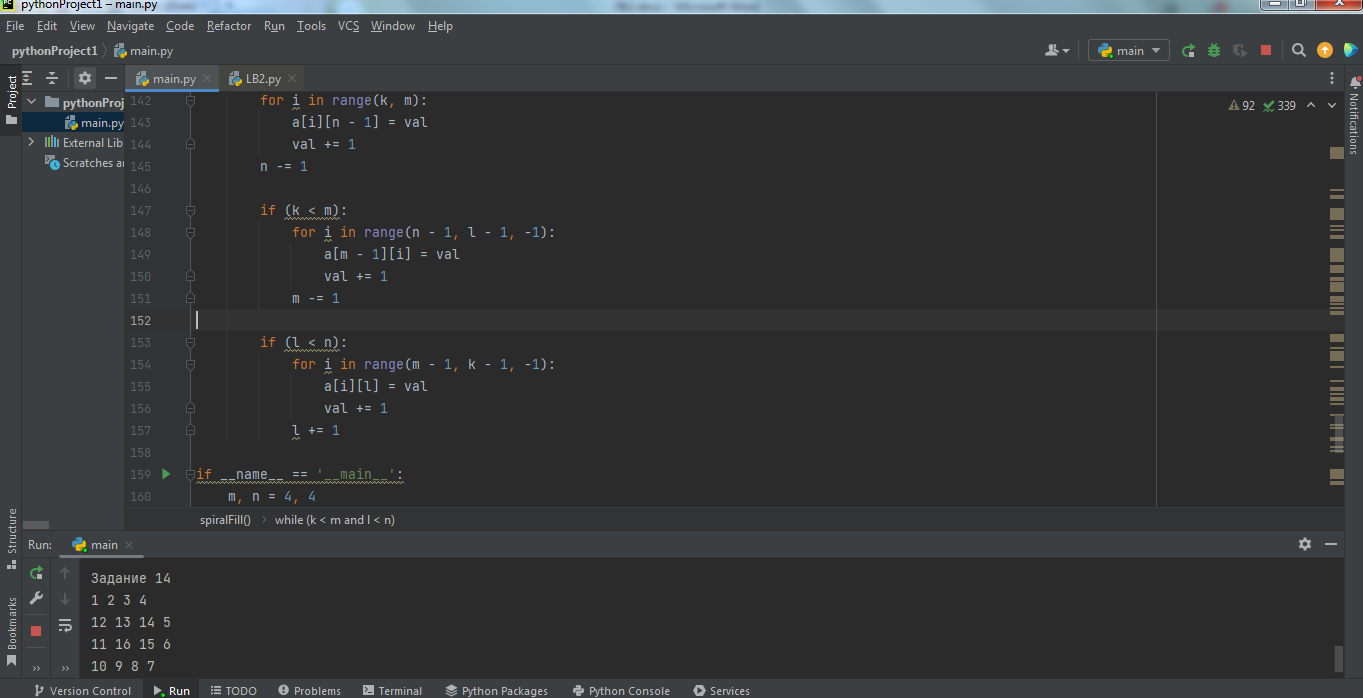 PC pythonProject1 – main.py
File Edit View Navigate Code Refactor Run Tools VCS Window Help
pythonProject1 main.py
main
Project
main.py LB2.py
pythonProj
main.py
External Lib
Scratches a
Notifications
92 339
142 for i in range(k, m):
143 a[i][n - 1] = val
144 val += 1
145 n -= 1
146
147 if (k < m):
148 for i in range(n - 1, l - 1, -1):
149 a[m - 1][i] = val
150 val += 1
151 m -= 1
152
153 if (l < n):
154 for i in range(m - 1, k - 1, -1):
155 a[i][l] = val
156 val += 1
157 l += 1
158
159 if __name__ == '__main__':
160 m, n = 4, 4
spiralFill() while (k < m and l < n)
Structure
Bookmarks
Run: main
Задание 14
1 2 3 4
12 13 14 5
11 16 15 6
10 9 8 7
Version Control Run TODO Problems Terminal Python Packages Python Console Services